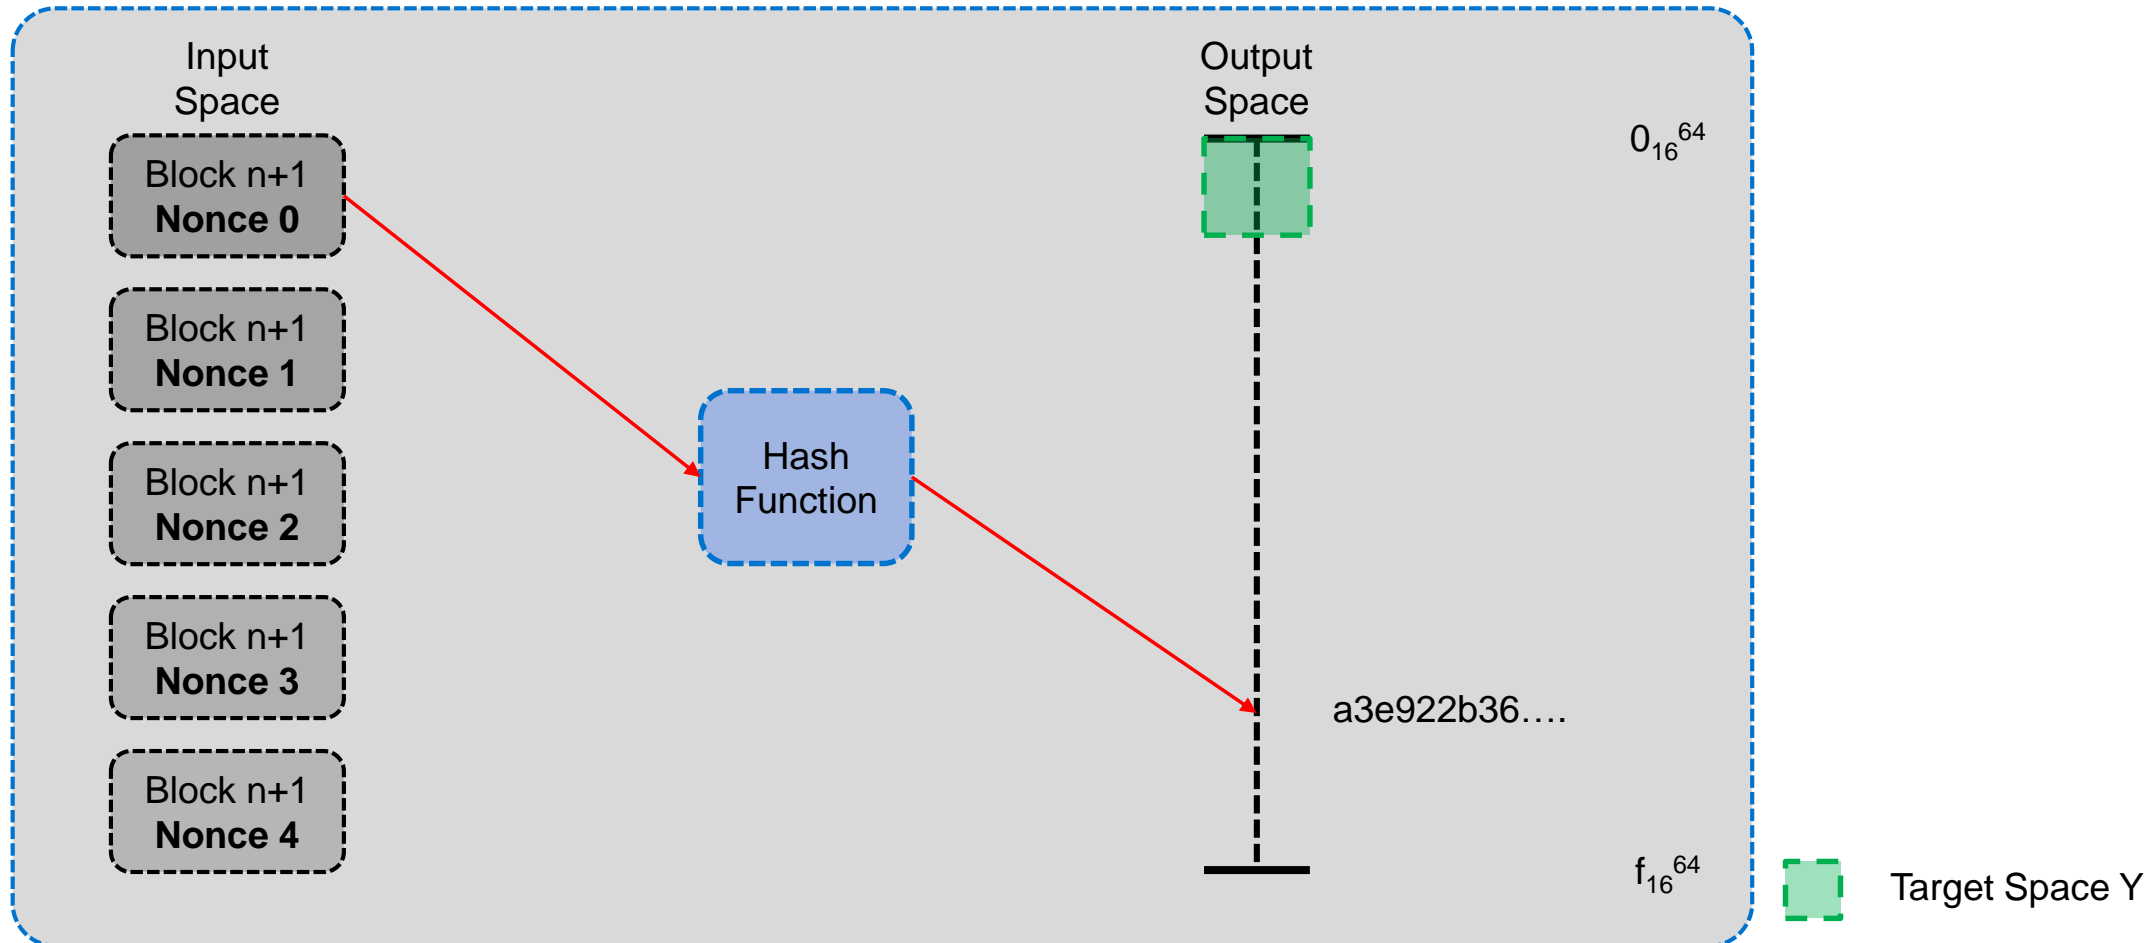 Input
Space
Block n+1
Nonce 0
Block n+1
Nonce 1
Block n+1
Nonce 2
Block n+1
Nonce 3
Block n+1
Nonce 4
Hash
Function
Output
Space
0₁₆⁶⁴
a3e922b36….
f₁₆⁶⁴
Target Space Y